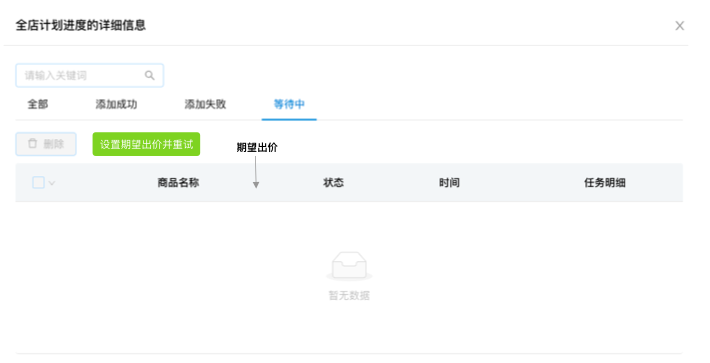 全店计划进度的详细信息
请输入关键词
全部 添加成功 添加失败 等待中
删除 设置期望出价并重试 期望出价
商品名称 状态 时间 任务明细
暂无数据